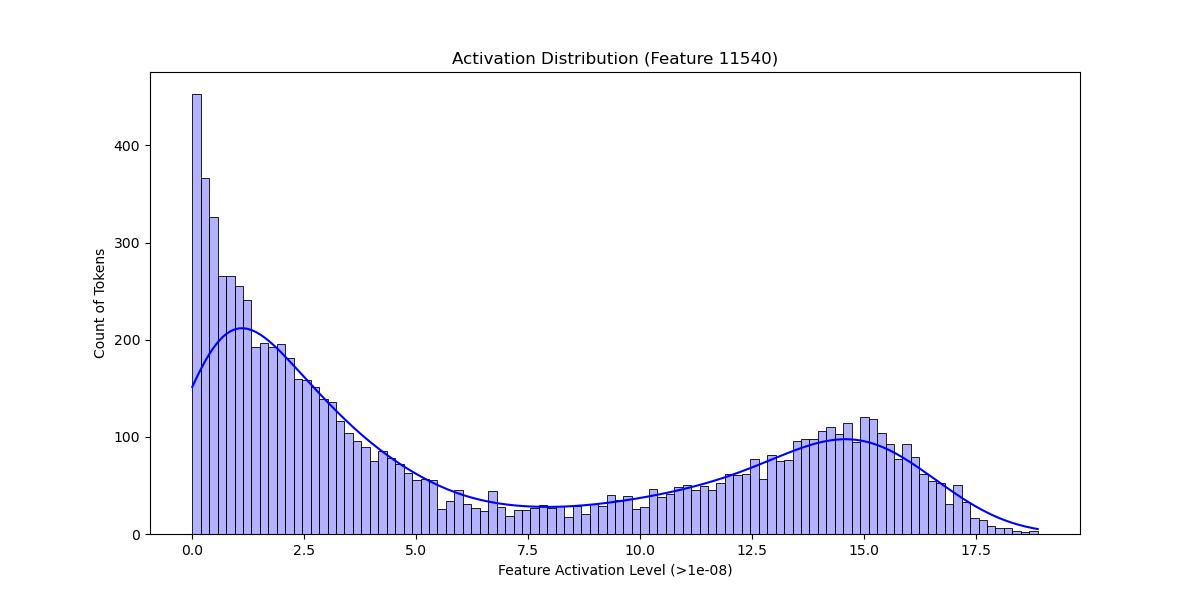 Activation Distribution (Feature 11540)
Count of Tokens
400
300
200
100
0
0.0 2.5 5.0 7.5 10.0 12.5 15.0 17.5
Feature Activation Level (>1e-08)